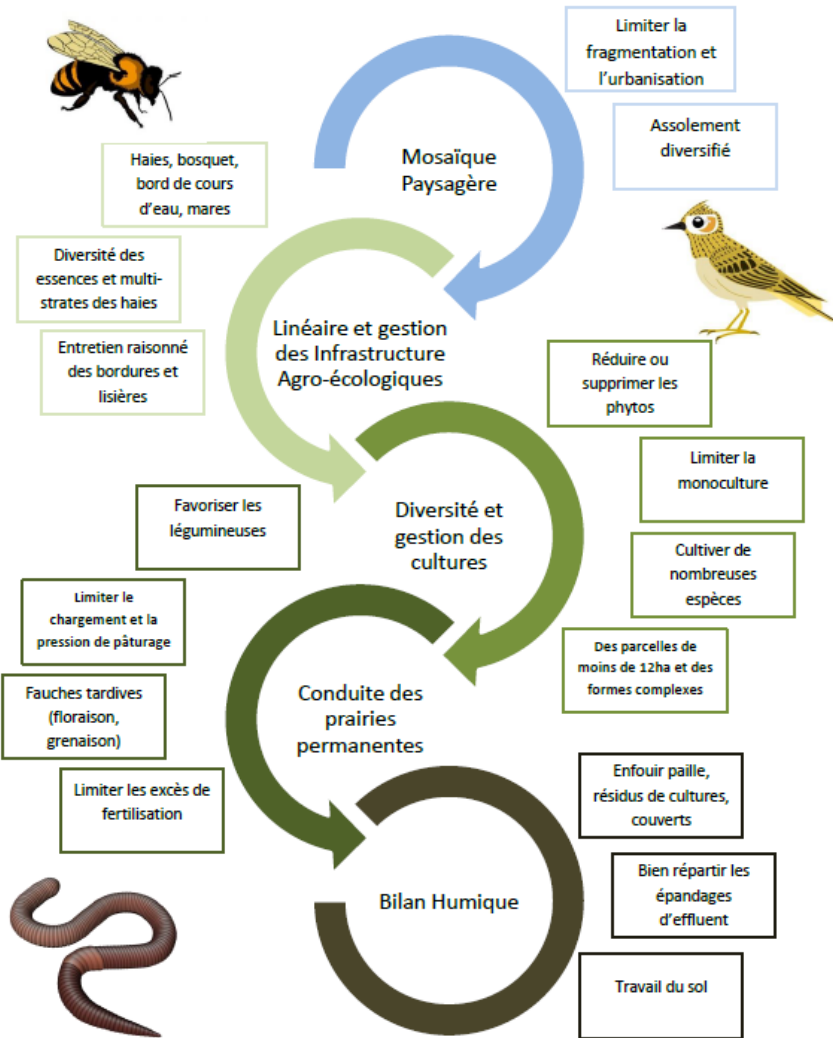 Limiter la
fragmentation et
l'urbanisation
Assolement
diversifié
Mosaïque
Paysagère
Haies, bosquet,
bord de cours
d'eau, mares
Diversité des
essences et multi-
strates des haies
Entretien raisonné
des bordures et
lisières
Linéaire et gestion
des Infrastructure
Agro-écologiques
Réduire ou
supprimer les
phytos
Limiter la
monoculture
Cultiver de
nombreuses
espèces
Des parcelles de
moins de 12ha et des
formes complexes
Diversité et
gestion des
cultures
Favoriser les
légumineuses
Limiter le
chargement et la
pression de pâturage
Fauches tardives
(floraison,
grenaison)
Limiter les excès de
fertilisation
Conduite des
prairies
permanentes
Enfouir paille,
résidus de cultures,
couverts
Bien répartir les
épandages
d'effluent
Travail du sol
Bilan Humique